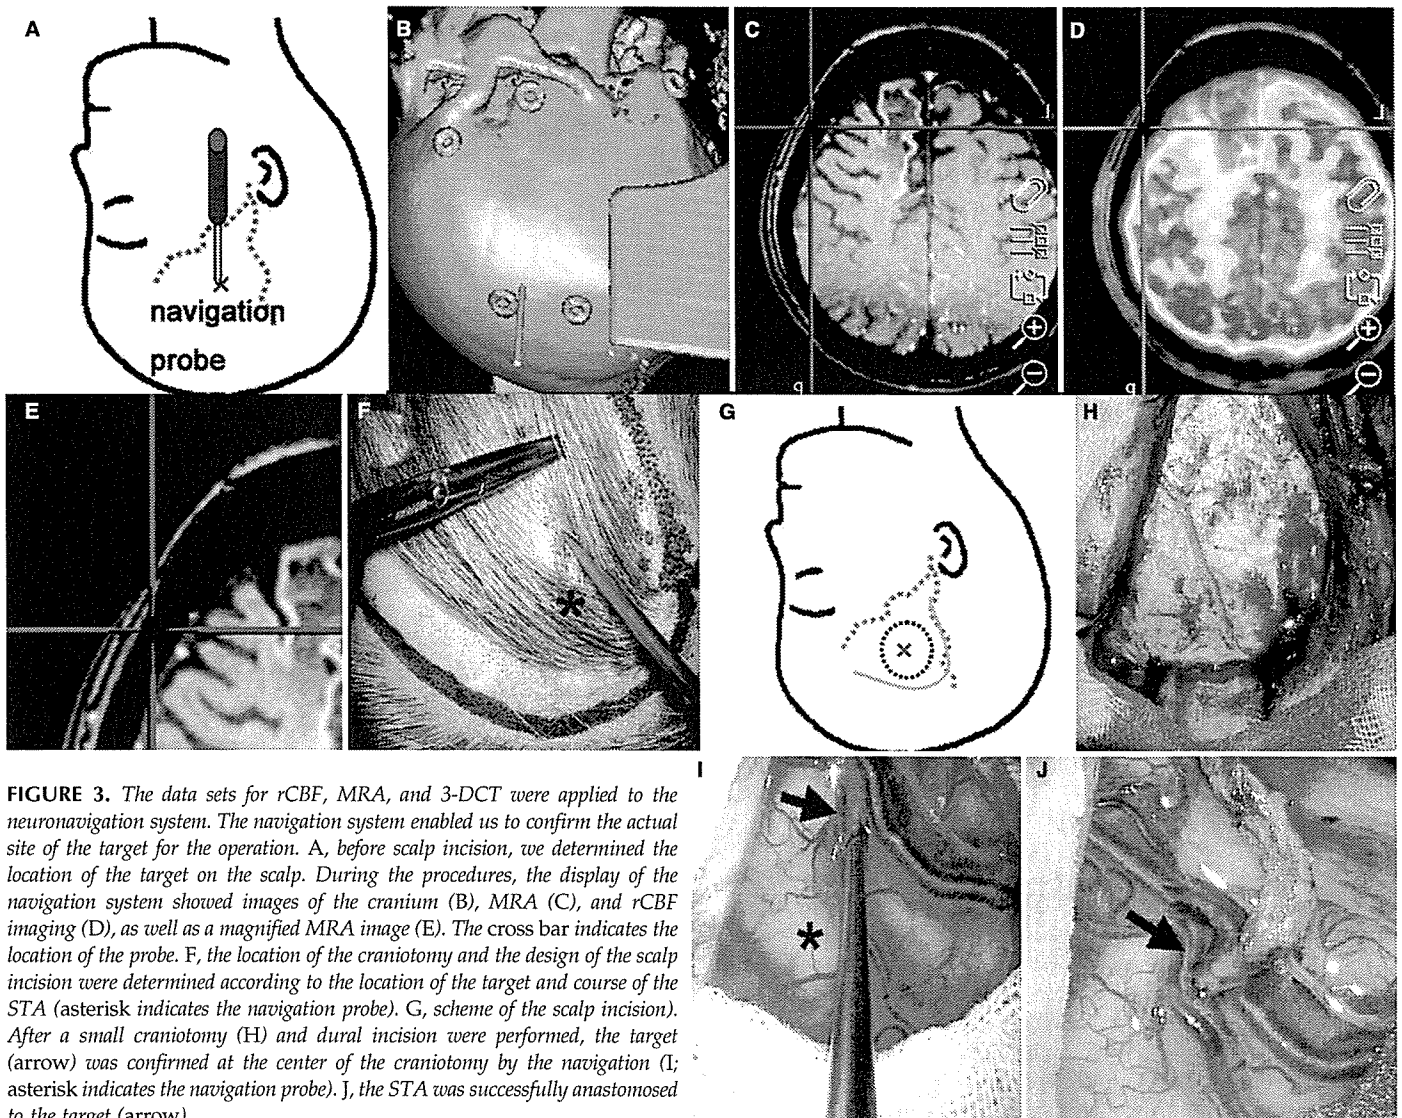 A
B
C
D
navigation
probe
E
F
G
H
I
J
FIGURE 3. The data sets for rCBF, MRA, and 3-DCT were applied to the
neuronavigation system. The navigation system enabled us to confirm the actual
site of the target for the operation. A, before scalp incision, we determined the
location of the target on the scalp. During the procedures, the display of the
navigation system showed images of the cranium (B), MRA (C), and rCBF
imaging (D), as well as a magnified MRA image (E). The cross bar indicates the
location of the probe. F, the location of the craniotomy and the design of the scalp
incision were determined according to the location of the target and course of the
STA (asterisk indicates the navigation probe). G, scheme of the scalp incision).
After a small craniotomy (H) and dural incision were performed, the target
(arrow) was confirmed at the center of the craniotomy by the navigation (I;
asterisk indicates the navigation probe). J, the STA was successfully anastomosed
to the target (arrow).